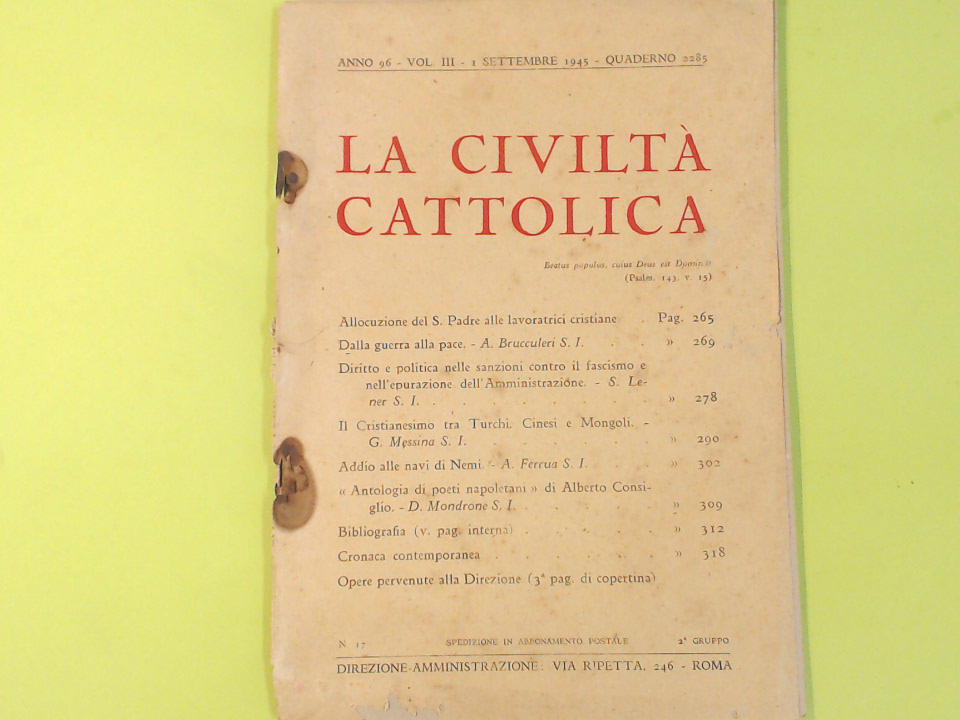 ANNO 96 - VOL III - 1 SETTEMBRE 1945 - QUADERNO 2285
LA CIVILTÀ
CATTOLICA
Beatus populus, cuius Deus est Dominus
(Psalm. 143, v. 15)
Allocuzione del S. Padre alle lavoratrici cristiane . Pag. 265
Dalla guerra alla pace. - A. Brucculeri S. I. . . » 269
Diritto e politica nelle sanzioni contro il fascismo e
nell'epurazione dell'Amministrazione. - S. Le-
ner S. I. . . . . . . . . » 278
Il Cristianesimo tra Turchi, Cinesi e Mongoli. -
G. Messina S. I. . . . . . . » 290
Addio alle navi di Nemi. - A. Ferrua S. I. . . » 302
« Antologia di poeti napoletani » di Alberto Consi-
glio. - D. Mondrone S. I. . . . . . » 309
Bibliografia (v. pag. interna) . . . . . » 312
Cronaca contemporanea . . . . . . » 318
Opere pervenute alla Direzione (3ª pag. di copertina)
N 17 SPEDIZIONE IN ABBONAMENTO POSTALE 2° GRUPPO
DIREZIONE-AMMINISTRAZIONE: VIA RIPETTA, 246 - ROMA